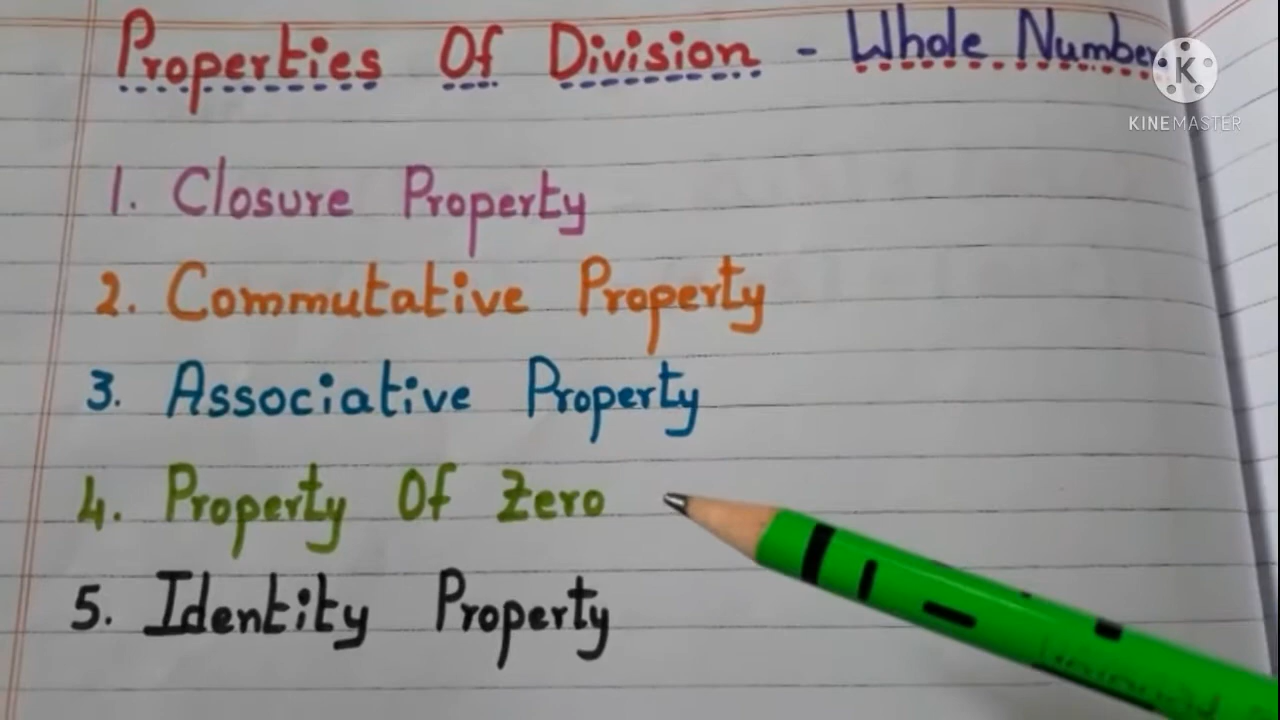 Properties Of Division - Whole Number
K
KINEMASTER
1. Closure Property
2. Commutative Property
3. Associative Property
4. Property Of Zero
5. Identity Property